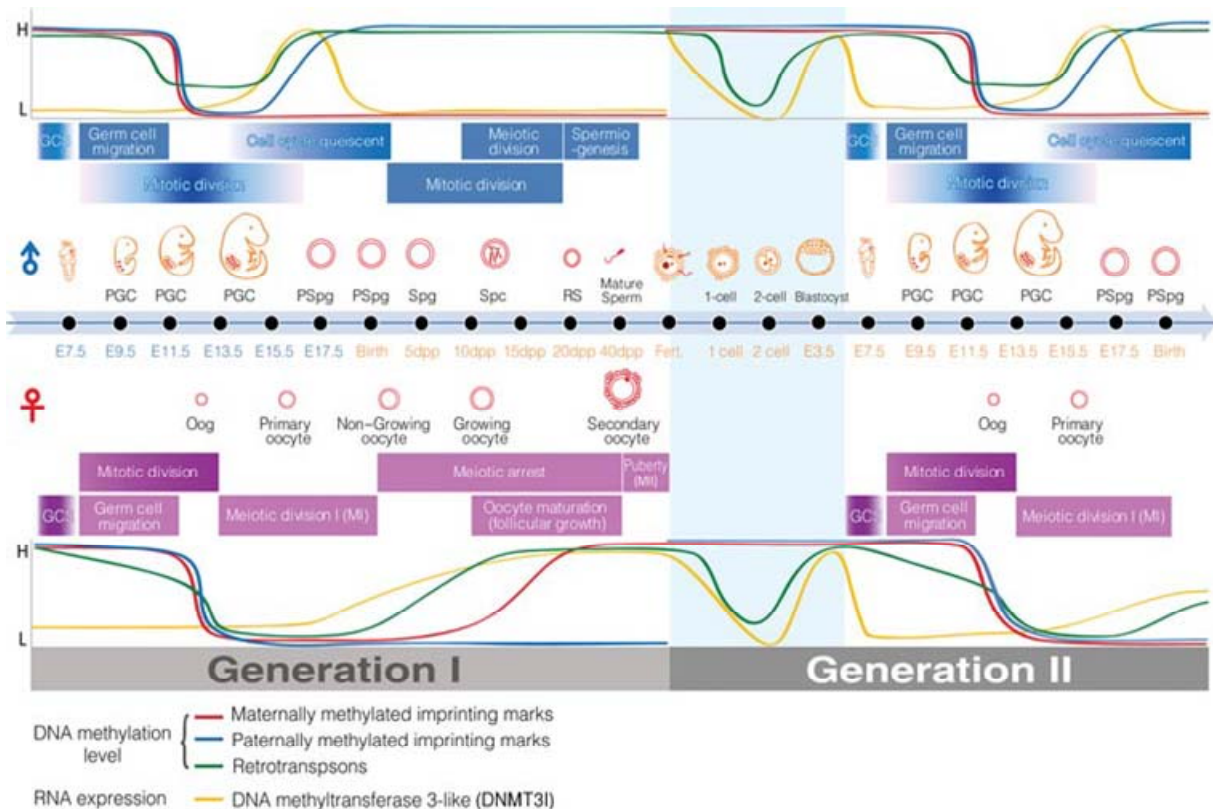 H
L
GCS
Germ cell
migration
Cell cycle quiescent
Meiotic
division
Spermio
-genesis
GCS
Germ cell
migration
Cell cycle queiscent
Mitotic division
Mitotic division
Mitotic division
♂
PGC PGC PGC PSpg PSpg Spg Spc RS Mature
Sperm
1-cell 2-cell Blastocyst PGC PGC PGC PSpg PSpg
E7.5 E9.5 E11.5 E13.5 E15.5 E17.5 Birth 5dpp 10dpp 15dpp 20dpp 40dpp Fert. 1 cell 2 cell E3.5 E7.5 E9.5 E11.5 E13.5 E15.5 E17.5 Birth
♀
Oog Primary
oocyte
Non-Growing
oocyte
Growing
oocyte
Secondary
oocyte
Oog Primary
oocyte
Mitotic division
Meiotic arrest
Puberty
(MII)
Mitotic division
GCS
Germ cell
migration
Meiotic division I (MI)
Oocyte maturation
(follicular growth)
GCS
Germ cell
migration
Meiotic division I (MI)
H
L
Generation I
Generation II
DNA methylation
level
Maternally methylated imprinting marks
Paternally methylated imprinting marks
Retrotranspsons
RNA expression
DNA methyltransferase 3-like (DNMT3l)